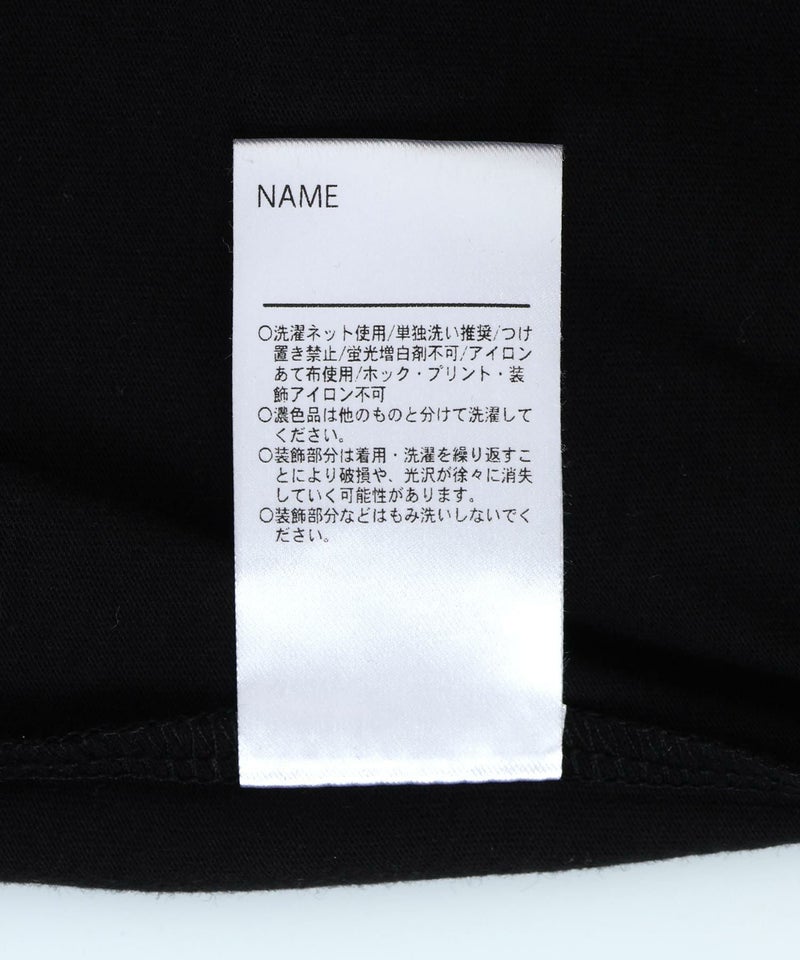 NAME
○洗濯ネット使用/単独洗い推奨/つけ
置き禁止/蛍光増白剤不可/アイロン
あて布使用/ホック・プリント・装
飾アイロン不可
○濃色品は他のものと分けて洗濯して
ください。
○装飾部分は着用・洗濯を繰り返すこ
とにより破損や、光沢が徐々に消失
していく可能性があります。
○装飾部分などはもみ洗いしないでく
ださい。